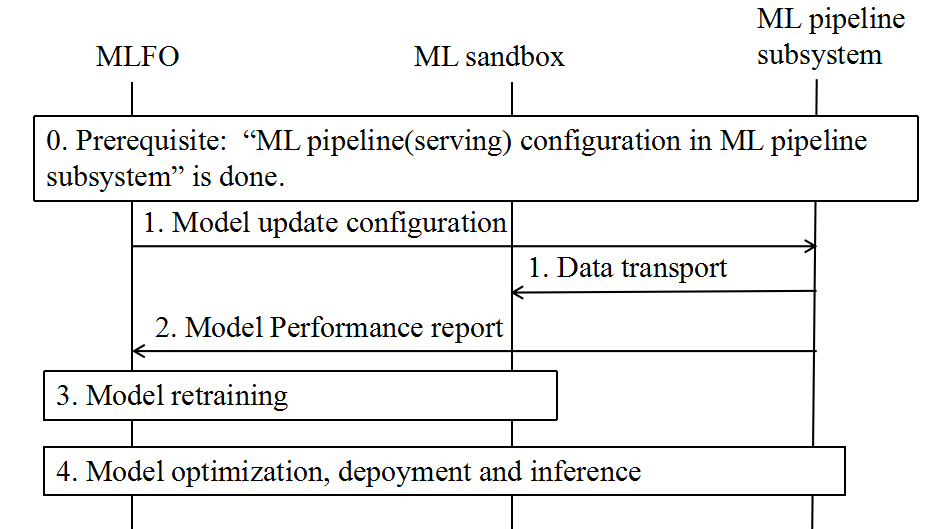 MLFO
ML sandbox
ML pipeline
subsystem
0. Prerequisite: “ML pipeline(serving) configuration in ML pipeline
subsystem” is done.
1. Model update configuration
1. Data transport
2. Model Performance report
3. Model retraining
4. Model optimization, depoyment and inference